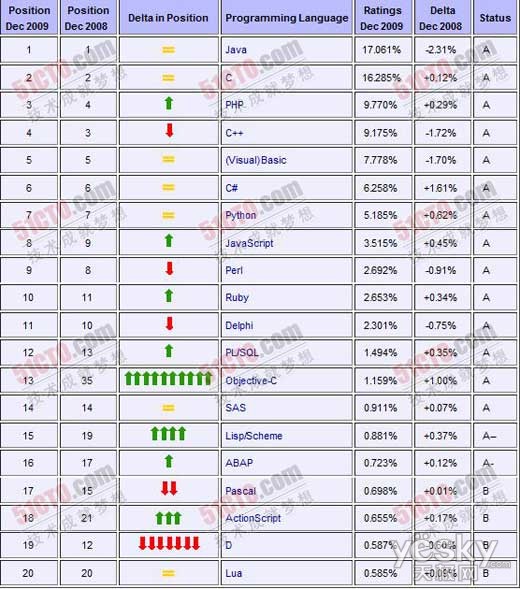 Position Dec 2009 Position Dec 2008 Delta in Position Programming Language Ratings Dec 2009 Delta Dec 2008 Status
1 1 = Java 17.061% -2.31% A
2 2 = C 16.285% +0.12% A
3 4 ↑ PHP 9.770% +0.29% A
4 3 ↓ C++ 9.175% -1.72% A
5 5 = (Visual)Basic 7.778% -1.70% A
6 6 = C# 6.258% +1.61% A
7 7 = Python 5.185% +0.62% A
8 9 ↑ JavaScript 3.515% +0.45% A
9 8 ↓ Perl 2.692% -0.91% A
10 11 ↑ Ruby 2.653% +0.34% A
11 10 ↓ Delphi 2.301% -0.75% A
12 13 ↑ PL/SQL 1.494% +0.35% A
13 35 ↑↑↑↑↑↑↑↑↑↑ Objective-C 1.159% +1.00% A
14 14 = SAS 0.911% +0.07% A
15 19 ↑↑↑↑ Lisp/Scheme 0.881% +0.37% A--
16 17 ↑ ABAP 0.723% +0.12% A-
17 15 ↓↓ Pascal 0.698% +0.01% B
18 21 ↑↑↑ ActionScript 0.655% +0.17% B
19 12 ↓↓↓↓↓↓↓ D 0.587% B
20 20 = Lua 0.585% B
51CTO.com
技术成就梦想
yesky
天极网